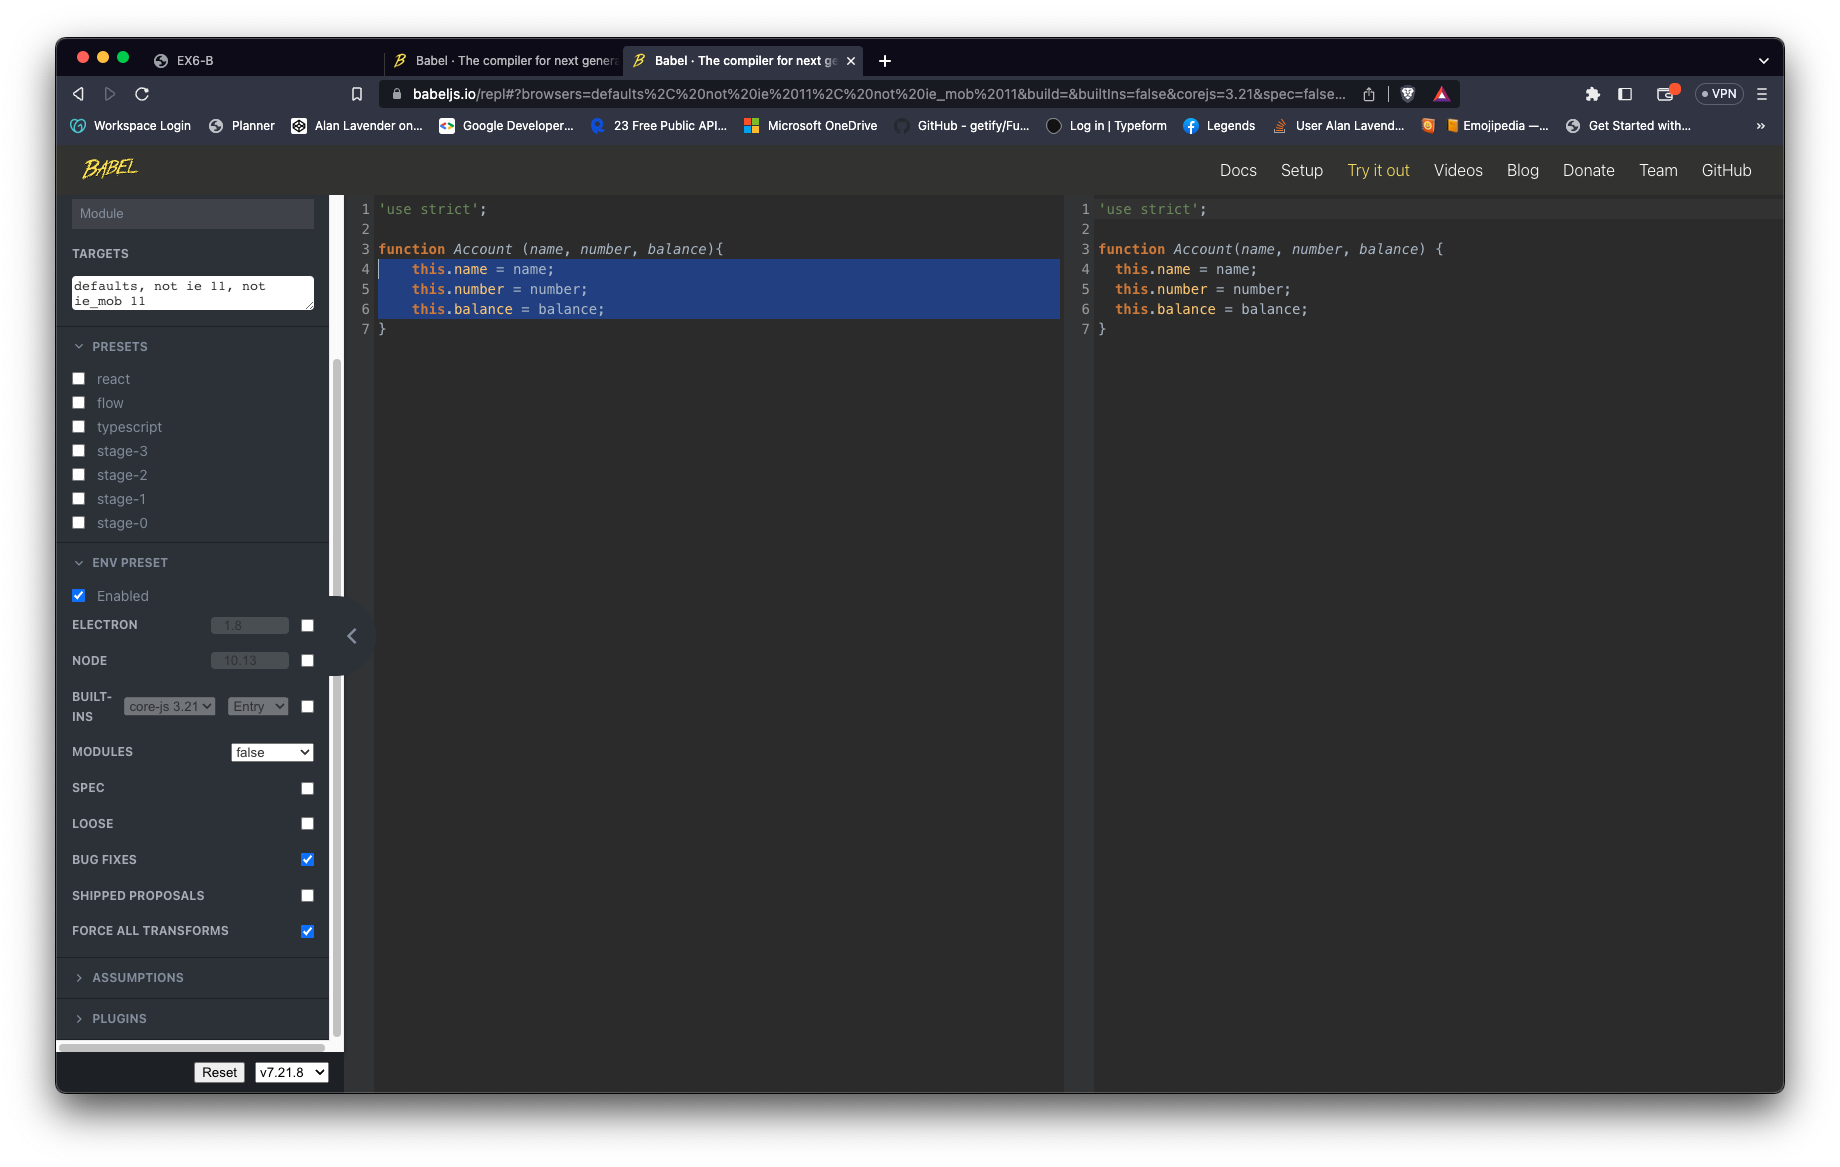 EX6-B
Babel · The compiler for next genera
Babel · The compiler for next ge
babeljs.io/repl#?browsers=defaults%2C%20not%20ie%2011%2C%20not%20ie_mob%2011&build=&builtIns=false&corejs=3.21&spec=false...
VPN
Workspace Login
Planner
Alan Lavender on...
Google Developer...
23 Free Public API...
Microsoft OneDrive
GitHub - getify/Fu...
Log in | Typeform
Legends
User Alan Lavend...
Emojipedia —...
Get Started with...
»
BABEL
Docs
Setup
Try it out
Videos
Blog
Donate
Team
GitHub
Module
TARGETS
defaults, not ie 11, not
ie_mob 11
PRESETS
react
flow
typescript
stage-3
stage-2
stage-1
stage-0
ENV PRESET
Enabled
ELECTRON 1.8
NODE 10.13
BUILT-
INS
core-js 3.21 Entry
MODULES false
SPEC
LOOSE
BUG FIXES
SHIPPED PROPOSALS
FORCE ALL TRANSFORMS
ASSUMPTIONS
PLUGINS
Reset v7.21.8
1 'use strict';
2
3 function Account (name, number, balance){
4     this.name = name;
5     this.number = number;
6     this.balance = balance;
7 }
1 'use strict';
2
3 function Account(name, number, balance) {
4   this.name = name;
5   this.number = number;
6   this.balance = balance;
7 }